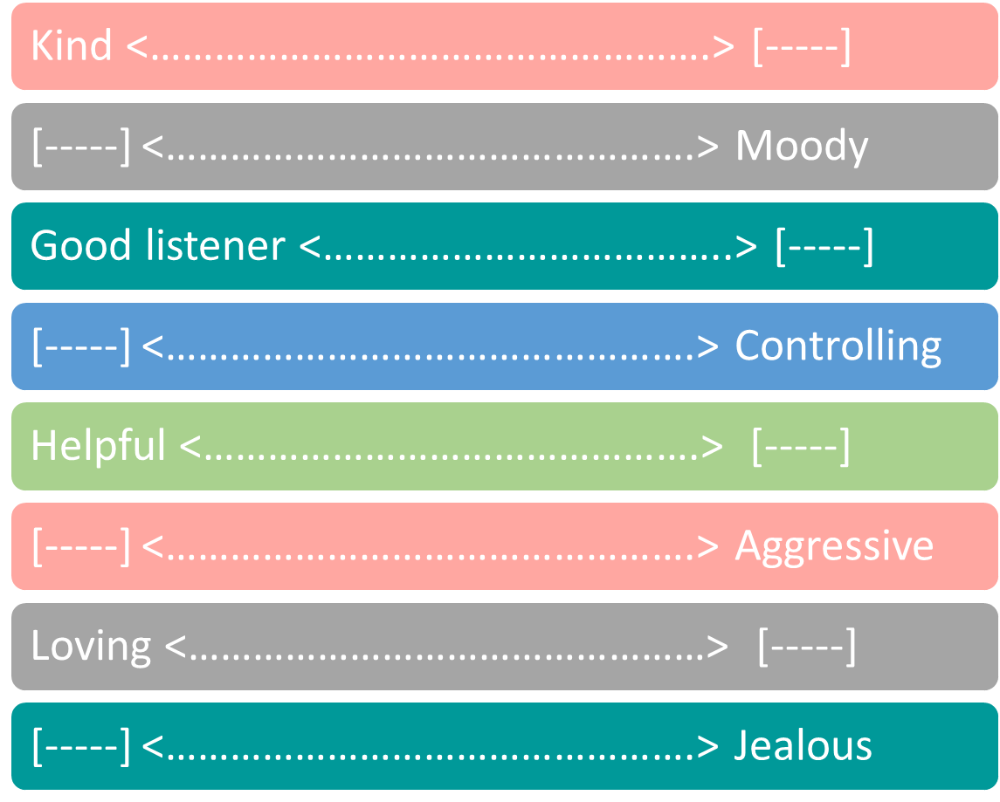 Kind <....................................................> [-----]
[-----] <.................................................> Moody
Good listener <......................................> [-----]
[-----] <.................................................> Controlling
Helpful <..............................................> [-----]
[-----] <.................................................> Aggressive
Loving <................................................> [-----]
[-----] <.................................................> Jealous